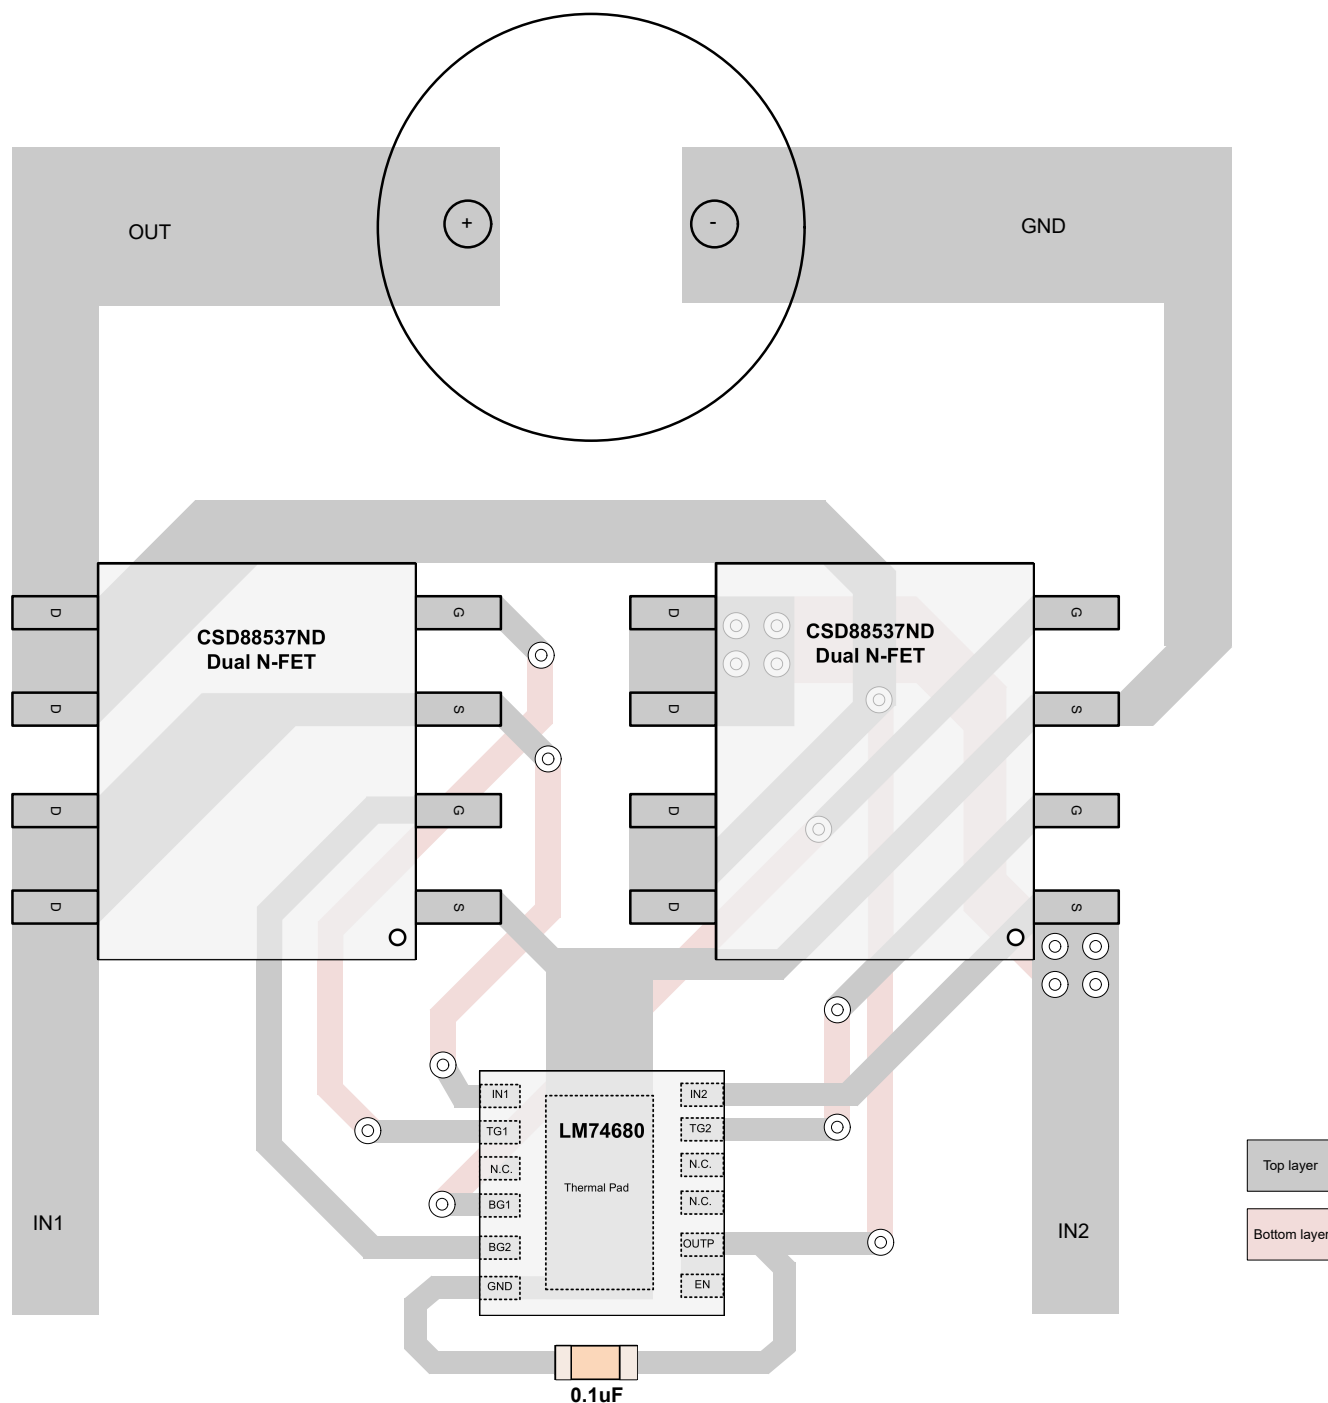 +
-
OUT
GND
D
G
D
G
CSD88537ND
Dual N-FET
CSD88537ND
Dual N-FET
D
S
D
S
D
G
D
G
D
S
D
S
IN1
IN2
TG1
LM74680
TG2
N.C.
Thermal Pad
N.C.
BG1
N.C.
BG2
OUTP
GND
EN
IN1
IN2
Top layer
Bottom layer
0.1uF